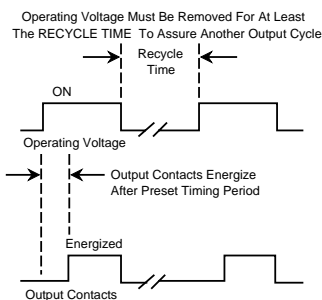 Operating Voltage Must Be Removed For At Least
The RECYCLE TIME To Assure Another Output Cycle
Recycle
Time
ON
Operating Voltage
Output Contacts Energize
After Preset Timing Period
Energized
Output Contacts